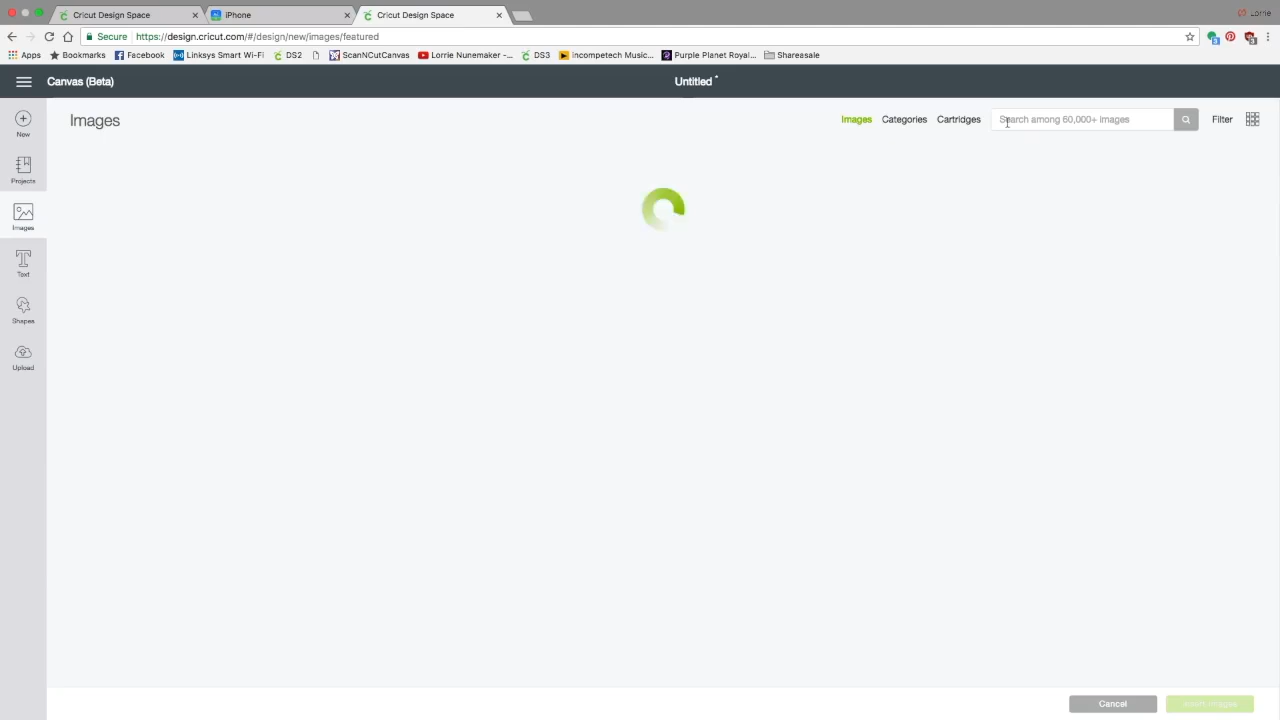 Cricut Design Space
iPhone
Cricut Design Space
Lorrie
Secure https://design.cricut.com/#/design/new/images/featured
Apps Bookmarks Facebook Linksys Smart Wi-Fi DS2 ScanNCutCanvas Lorrie Nunemaker -... DS3 Incompetech Music... Purple Planet Royal... Shareasale
Canvas (Beta) Untitled *
New
Projects
Images
Text
Shapes
Upload
Images Images Categories Cartridges Search among 60,000+ images Filter
Cancel Insert Images